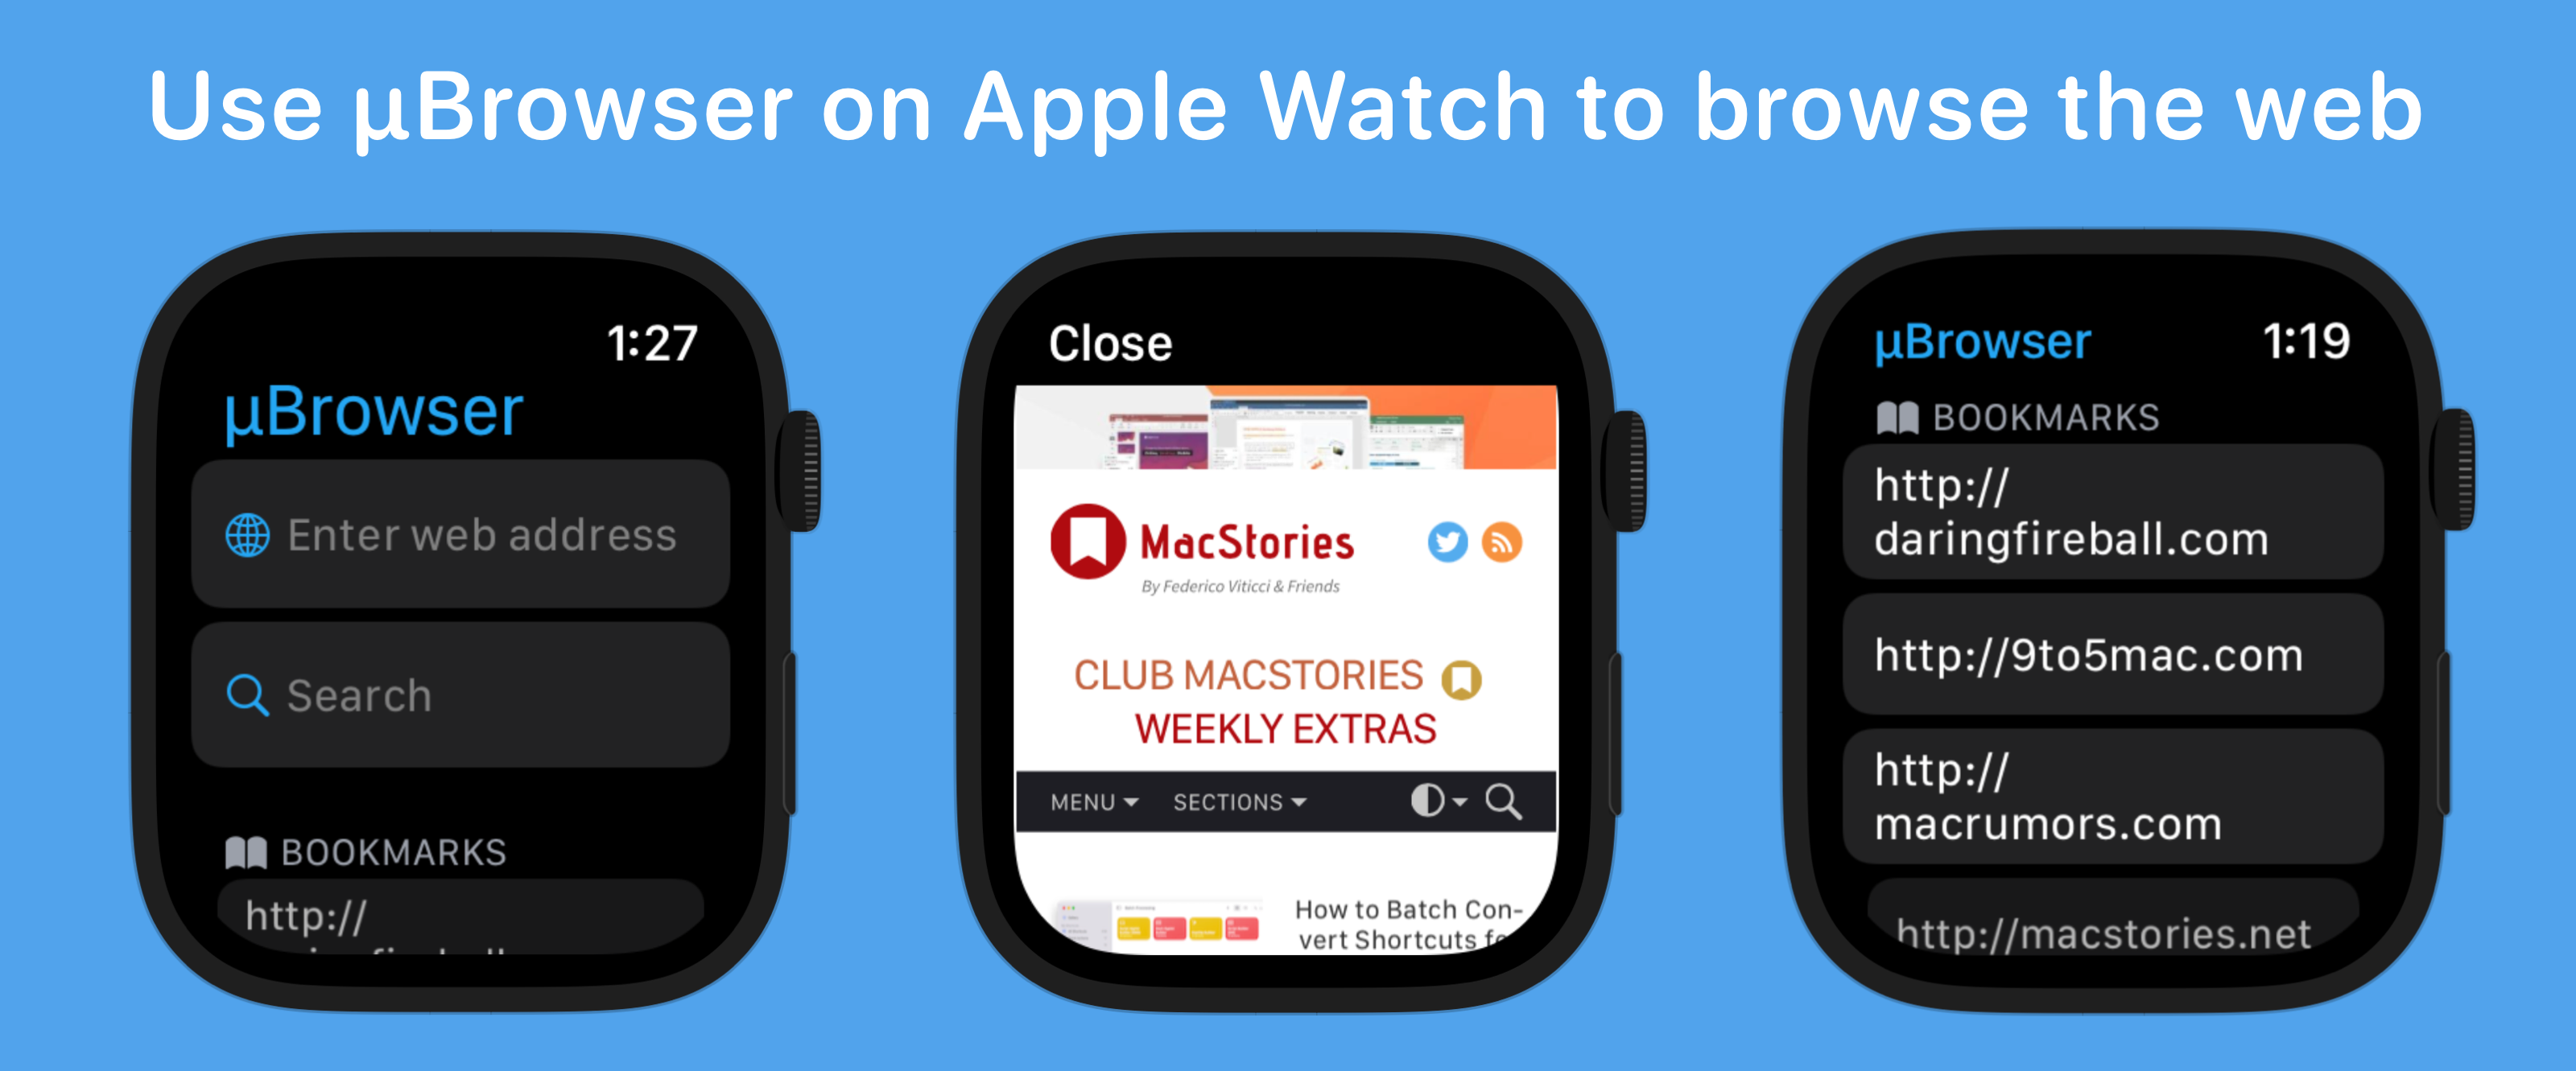 Use µBrowser on Apple Watch to browse the web
1:27
µBrowser
Enter web address
Search
BOOKMARKS
http://
Close
MacStories
By Federico Viticci & Friends
CLUB MACSTORIES
WEEKLY EXTRAS
MENU
SECTIONS
How to Batch Con-
vert Shortcuts
µBrowser
1:19
BOOKMARKS
http://
daringfireball.com
http://9to5mac.com
http://
macrumors.com
http://macstories.net